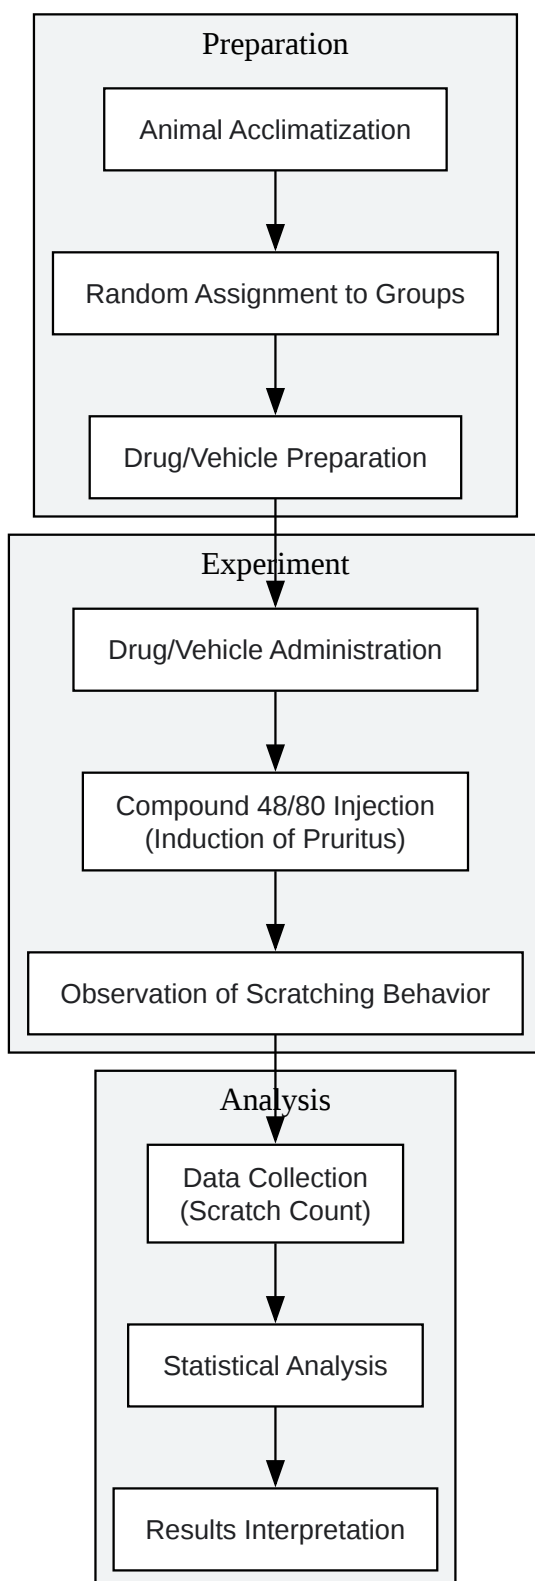 Preparation
Animal Acclimatization
Random Assignment to Groups
Drug/Vehicle Preparation
Experiment
Drug/Vehicle Administration
Compound 48/80 Injection
(Induction of Pruritus)
Observation of Scratching Behavior
Analysis
Data Collection
(Scratch Count)
Statistical Analysis
Results Interpretation